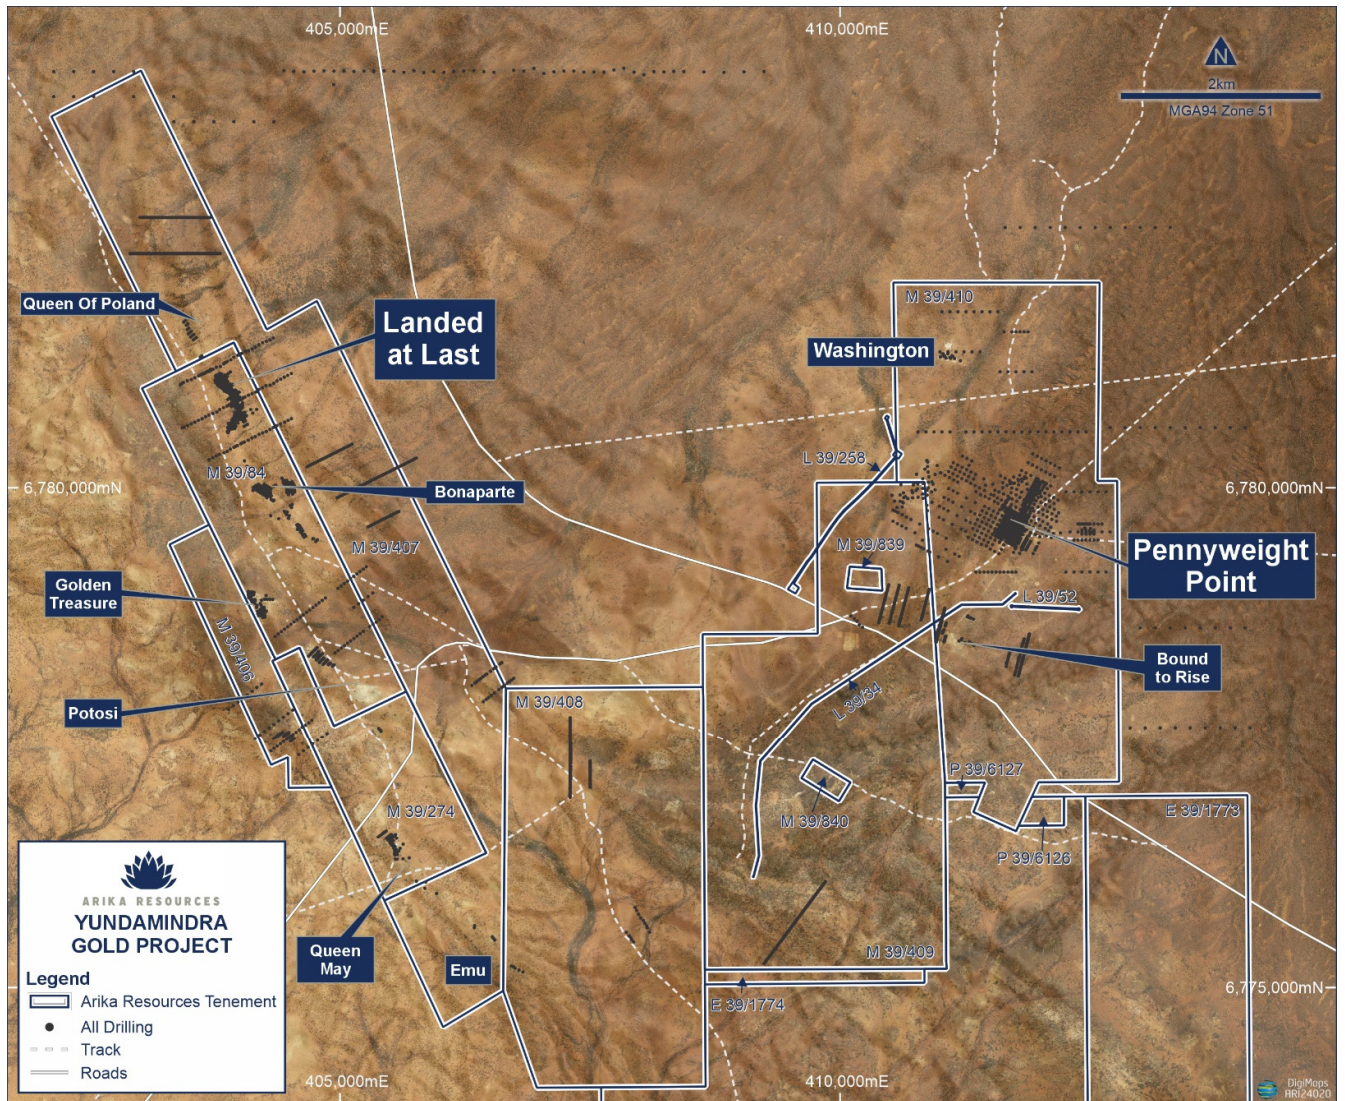 405,000mE
410,000mE
N
2km
MGA94 Zone 51
Queen Of Poland
Landed
at Last
M 39/410
Washington
M 39/84
L 39/258
6,780,000mN
Bonaparte
6,780,000mN
M 39/407
M 39/839
Pennyweight
Point
Golden
Treasure
L 39/52
M 39/406
Bound
to Rise
Potosi
M 39/408
L 39/34
P 39/6127
M 39/274
M 39/840
E 39/1773
P 39/6126
ARIKA RESOURCES
YUNDAMINDRA
GOLD PROJECT
Legend
Arika Resources Tenement
All Drilling
Track
Roads
Queen
May
Emu
M 39/409
E 39/1774
6,775,000mN
405,000mE
410,000mE
DigiMaps
ARI24020